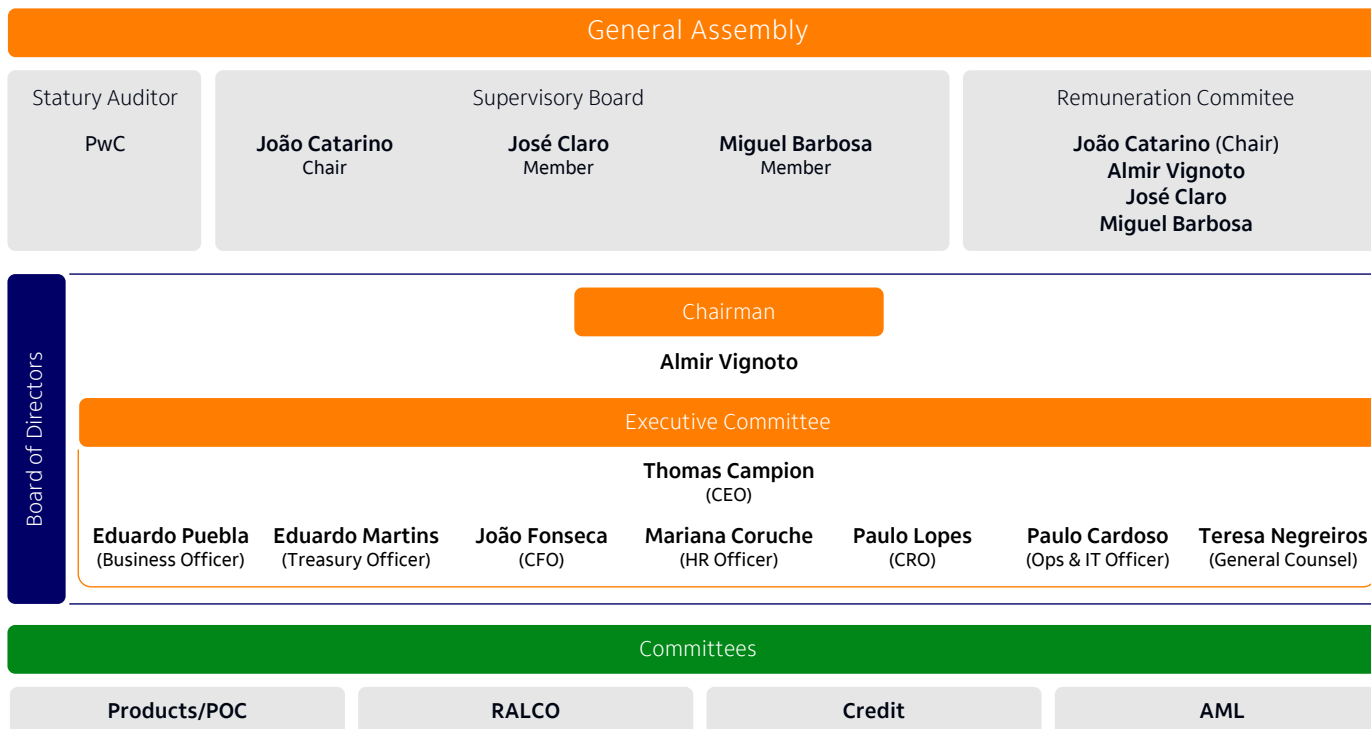 General Assembly
Statury Auditor
PwC
Supervisory Board
João Catarino
Chair
José Claro
Member
Miguel Barbosa
Member
Remuneration Commitee
João Catarino (Chair)
Almir Vignoto
José Claro
Miguel Barbosa
Board of Directors
Chairman
Almir Vignoto
Executive Committee
Thomas Campion
(CEO)
Eduardo Puebla
(Business Officer)
Eduardo Martins
(Treasury Officer)
João Fonseca
(CFO)
Mariana Coruche
(HR Officer)
Paulo Lopes
(CRO)
Paulo Cardoso
(Ops & IT Officer)
Teresa Negreiros
(General Counsel)
Committees
Products/POC
RALCO
Credit
AML